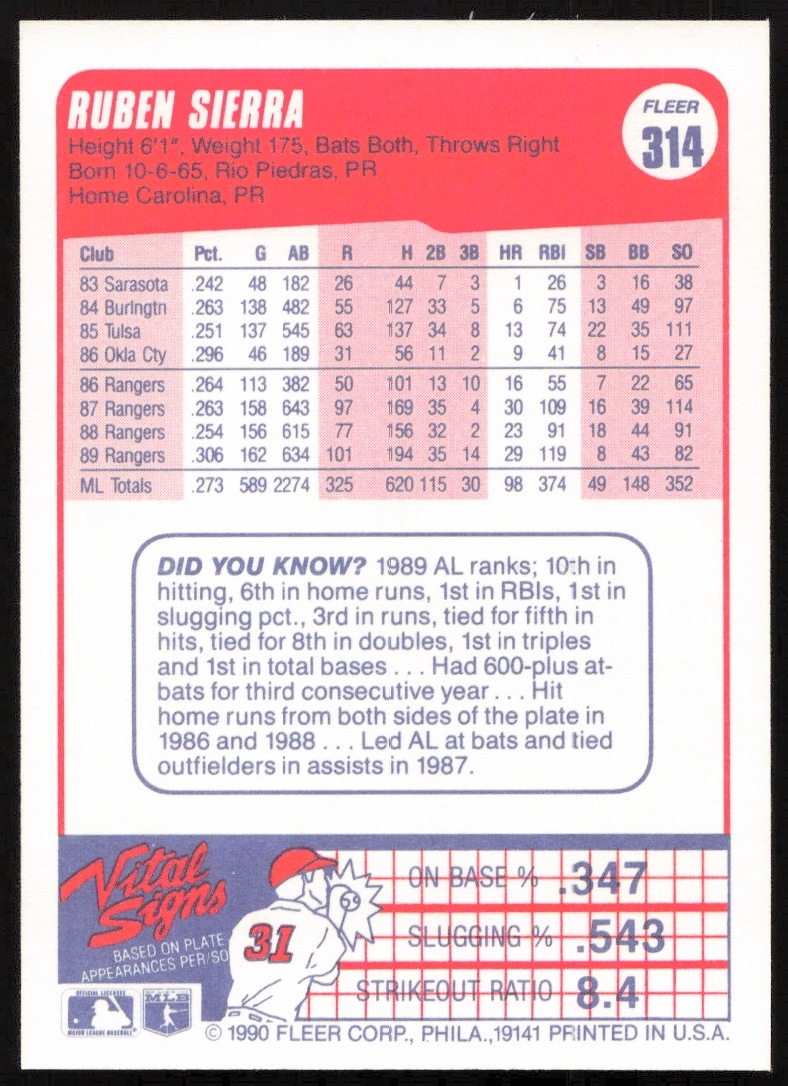 RUBEN SIERRA
FLEER
314
Height 6'1", Weight 175, Bats Both, Throws Right
Born 10-6-65, Rio Piedras, PR
Home Carolina, PR
Club Pct. G AB R H 2B 3B HR RBI SB BB SO
83 Sarasota .242 48 182 26 44 7 3 1 26 3 16 38
84 Burlngtn .263 138 482 55 127 33 5 6 75 13 49 97
85 Tulsa .251 137 545 63 137 34 8 13 74 22 35 111
86 Okla Cty .296 46 189 31 56 11 2 9 41 8 15 27
86 Rangers .264 113 382 50 101 13 10 16 55 7 22 65
87 Rangers .263 158 643 97 169 35 4 30 109 16 39 114
88 Rangers .254 156 615 77 156 32 2 23 91 18 44 91
89 Rangers .306 162 634 101 194 35 14 29 119 8 43 82
ML Totals .273 589 2274 325 620 115 30 98 374 49 148 352
DID YOU KNOW? 1989 AL ranks; 10th in
hitting, 6th in home runs, 1st in RBIs, 1st in
slugging pct., 3rd in runs, tied for fifth in
hits, tied for 8th in doubles, 1st in triples
and 1st in total bases . . . Had 600-plus at-
bats for third consecutive year . . . Hit
home runs from both sides of the plate in
1986 and 1988 . . . Led AL at bats and tied
outfielders in assists in 1987.
Vital
Signs
BASED ON PLATE
APPEARANCES PER/SO
31
ON BASE % .347
SLUGGING % .543
STRIKEOUT RATIO 8.4
OFFICIAL LICENSEE
MAJOR LEAGUE BASEBALL
MLB
© 1990 FLEER CORP., PHILA.,19141 PRINTED IN U.S.A.